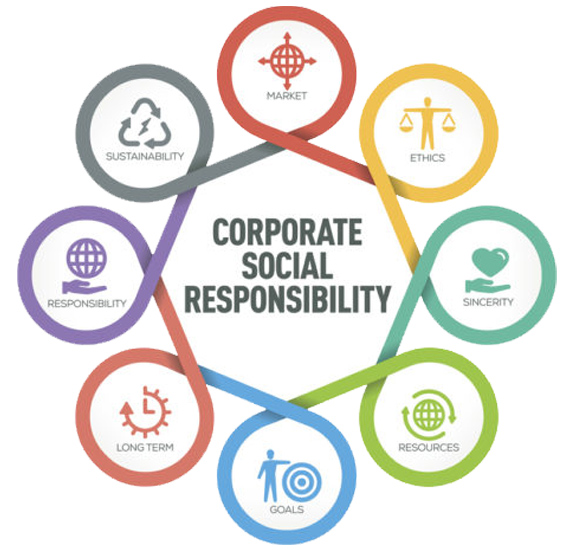 MARKET
ETHICS
SINCERITY
RESOURCES
GOALS
LONG TERM
RESPONSIBILITY
SUSTAINABILITY
CORPORATE
SOCIAL
RESPONSIBILITY